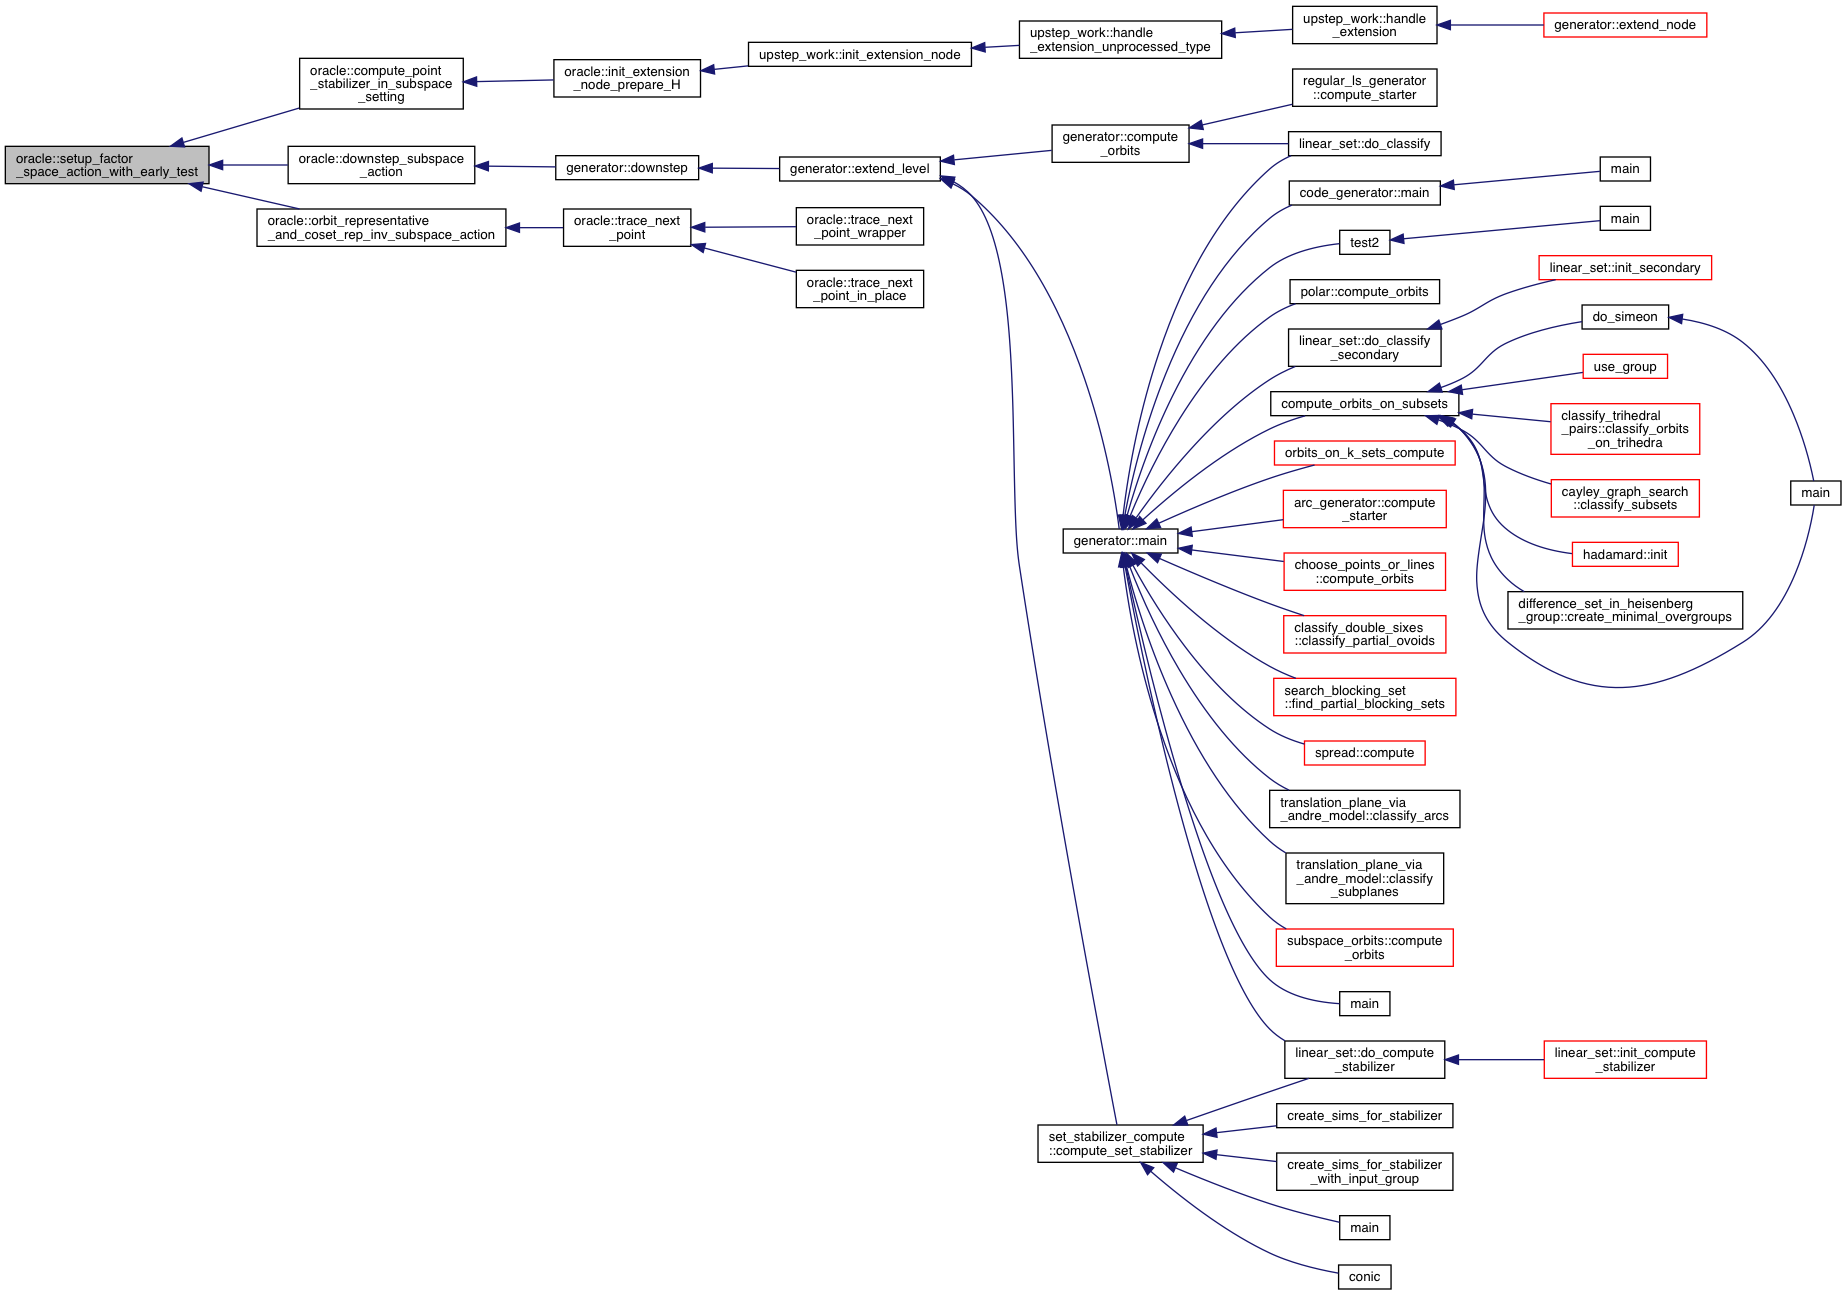 oracle::setup_factor
_space_action_with_early_test
oracle::compute_point
_stabilizer_in_subspace
_setting
oracle::init_extension
_node_prepare_H
upstep_work::init_extension_node
upstep_work::handle
_extension_unprocessed_type
upstep_work::handle
_extension
generator::extend_node
oracle::downstep_subspace
_action
generator::downstep
generator::extend_level
generator::compute
_orbits
regular_ls_generator
::compute_starter
linear_set::do_classify
generator::main
code_generator::main
main
test2
main
polar::compute_orbits
linear_set::do_classify
_secondary
linear_set::init_secondary
compute_orbits_on_subsets
do_simeon
main
use_group
classify_trihedral
_pairs::classify_orbits
_on_trihedra
cayley_graph_search
::classify_subsets
hadamard::init
difference_set_in_heisenberg
_group::create_minimal_overgroups
orbits_on_k_sets_compute
arc_generator::compute
_starter
choose_points_or_lines
::compute_orbits
classify_double_sixes
::classify_partial_ovoids
search_blocking_set
::find_partial_blocking_sets
spread::compute
translation_plane_via
_andre_model::classify_arcs
translation_plane_via
_andre_model::classify
_subplanes
subspace_orbits::compute
_orbits
main
linear_set::do_compute
_stabilizer
linear_set::init_compute
_stabilizer
set_stabilizer_compute
::compute_set_stabilizer
create_sims_for_stabilizer
create_sims_for_stabilizer
_with_input_group
main
conic
oracle::orbit_representative
_and_coset_rep_inv_subspace_action
oracle::trace_next
_point
oracle::trace_next
_point_wrapper
oracle::trace_next
_point_in_place